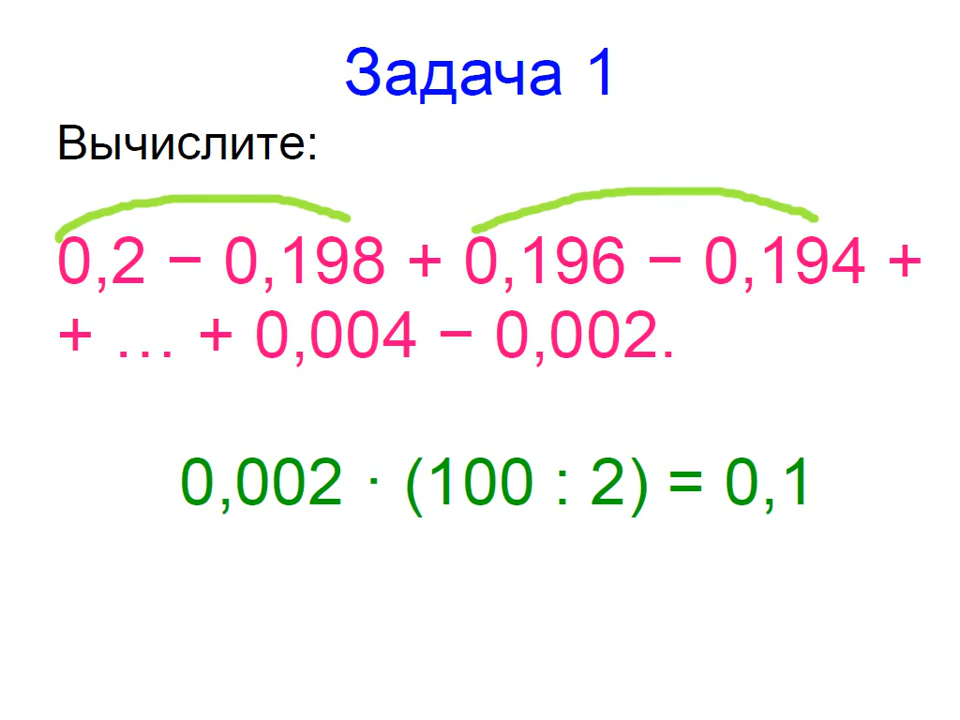 Задача 1
Вычислите:
0,2 − 0,198 + 0,196 − 0,194 +
+ … + 0,004 − 0,002.
0,002 · (100 : 2) = 0,1